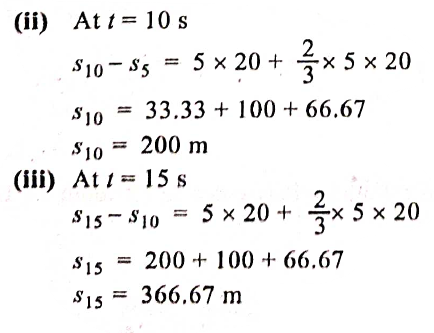 (ii) At t = 10 s
s₁₀ – s₅ = 5 × 20 + 2/3 × 5 × 20
s₁₀ = 33.33 + 100 + 66.67
s₁₀ = 200 m
(iii) At t = 15 s
s₁₅ – s₁₀ = 5 × 20 + 2/3 × 5 × 20
s₁₅ = 200 + 100 + 66.67
s₁₅ = 366.67 m